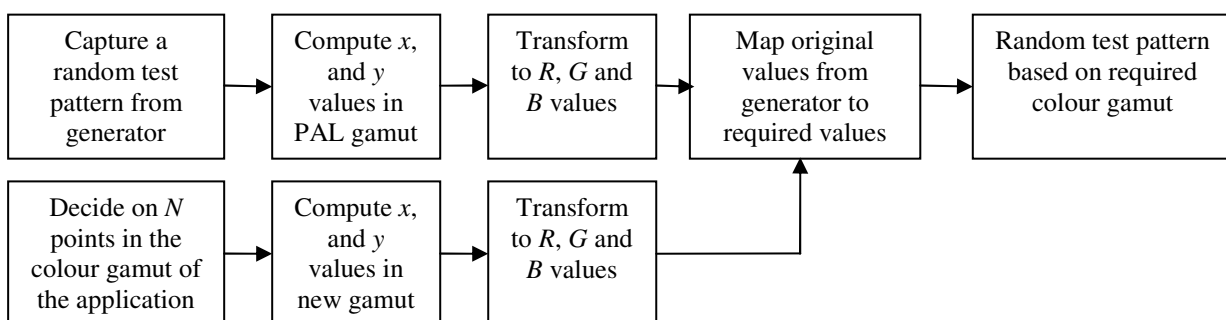 Capture a
random test
pattern from
generator
Compute x,
and y
values in
PAL gamut
Transform
to R, G and
B values
Map original
values from
generator to
required values
Random test pattern
based on required
colour gamut
Decide on N
points in the
colour gamut of
the application
Compute x,
and y
values in
new gamut
Transform
to R, G and
B values